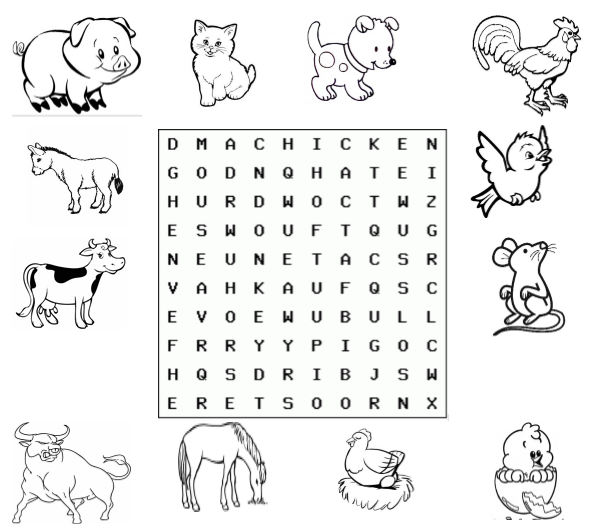 D M A C H I C K E N
G O D N Q H A T E I
H U R D W O C T W Z
E S W O U F T Q U G
N E U N E T A C S R
V A H K A U F Q S C
E V O E W U B U L L
F R R Y Y P I G O C
H Q S D R I B J S W
E R E T S O O R N X